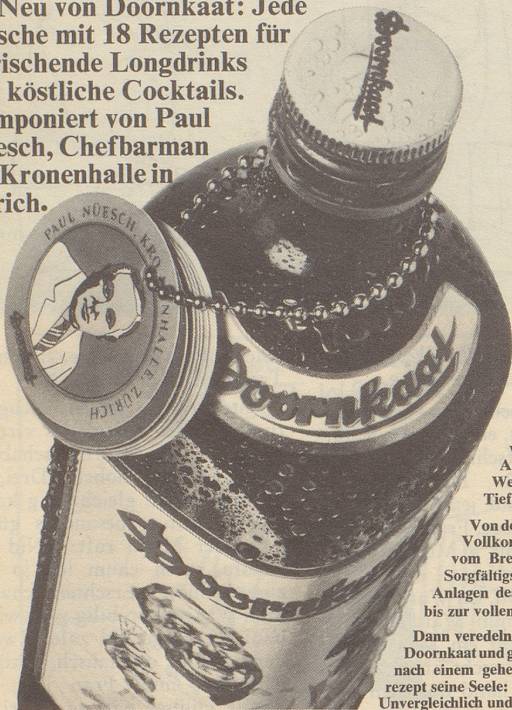 Neu von Doornkaat: Jede
sche mit 18 Rezepten für
rischende Longdrinks
köstliche Cocktails.
mponiert von Paul
esch, Chefbarman
Kronenhalle in
rich.
Doornkaat
PAUL NÜESCH, KRONENHALLE ZÜRICH
Doornkaat
Doornkaat
Doornkaat
A
We
Tief
Von de
Vollkor
vom Bre
Sorgfältigs
Anlagen des
bis zur vollen
Dann veredeln
Doornkaat und g
nach einem gehe
rezept seine Seele:
Unvergleichlich und